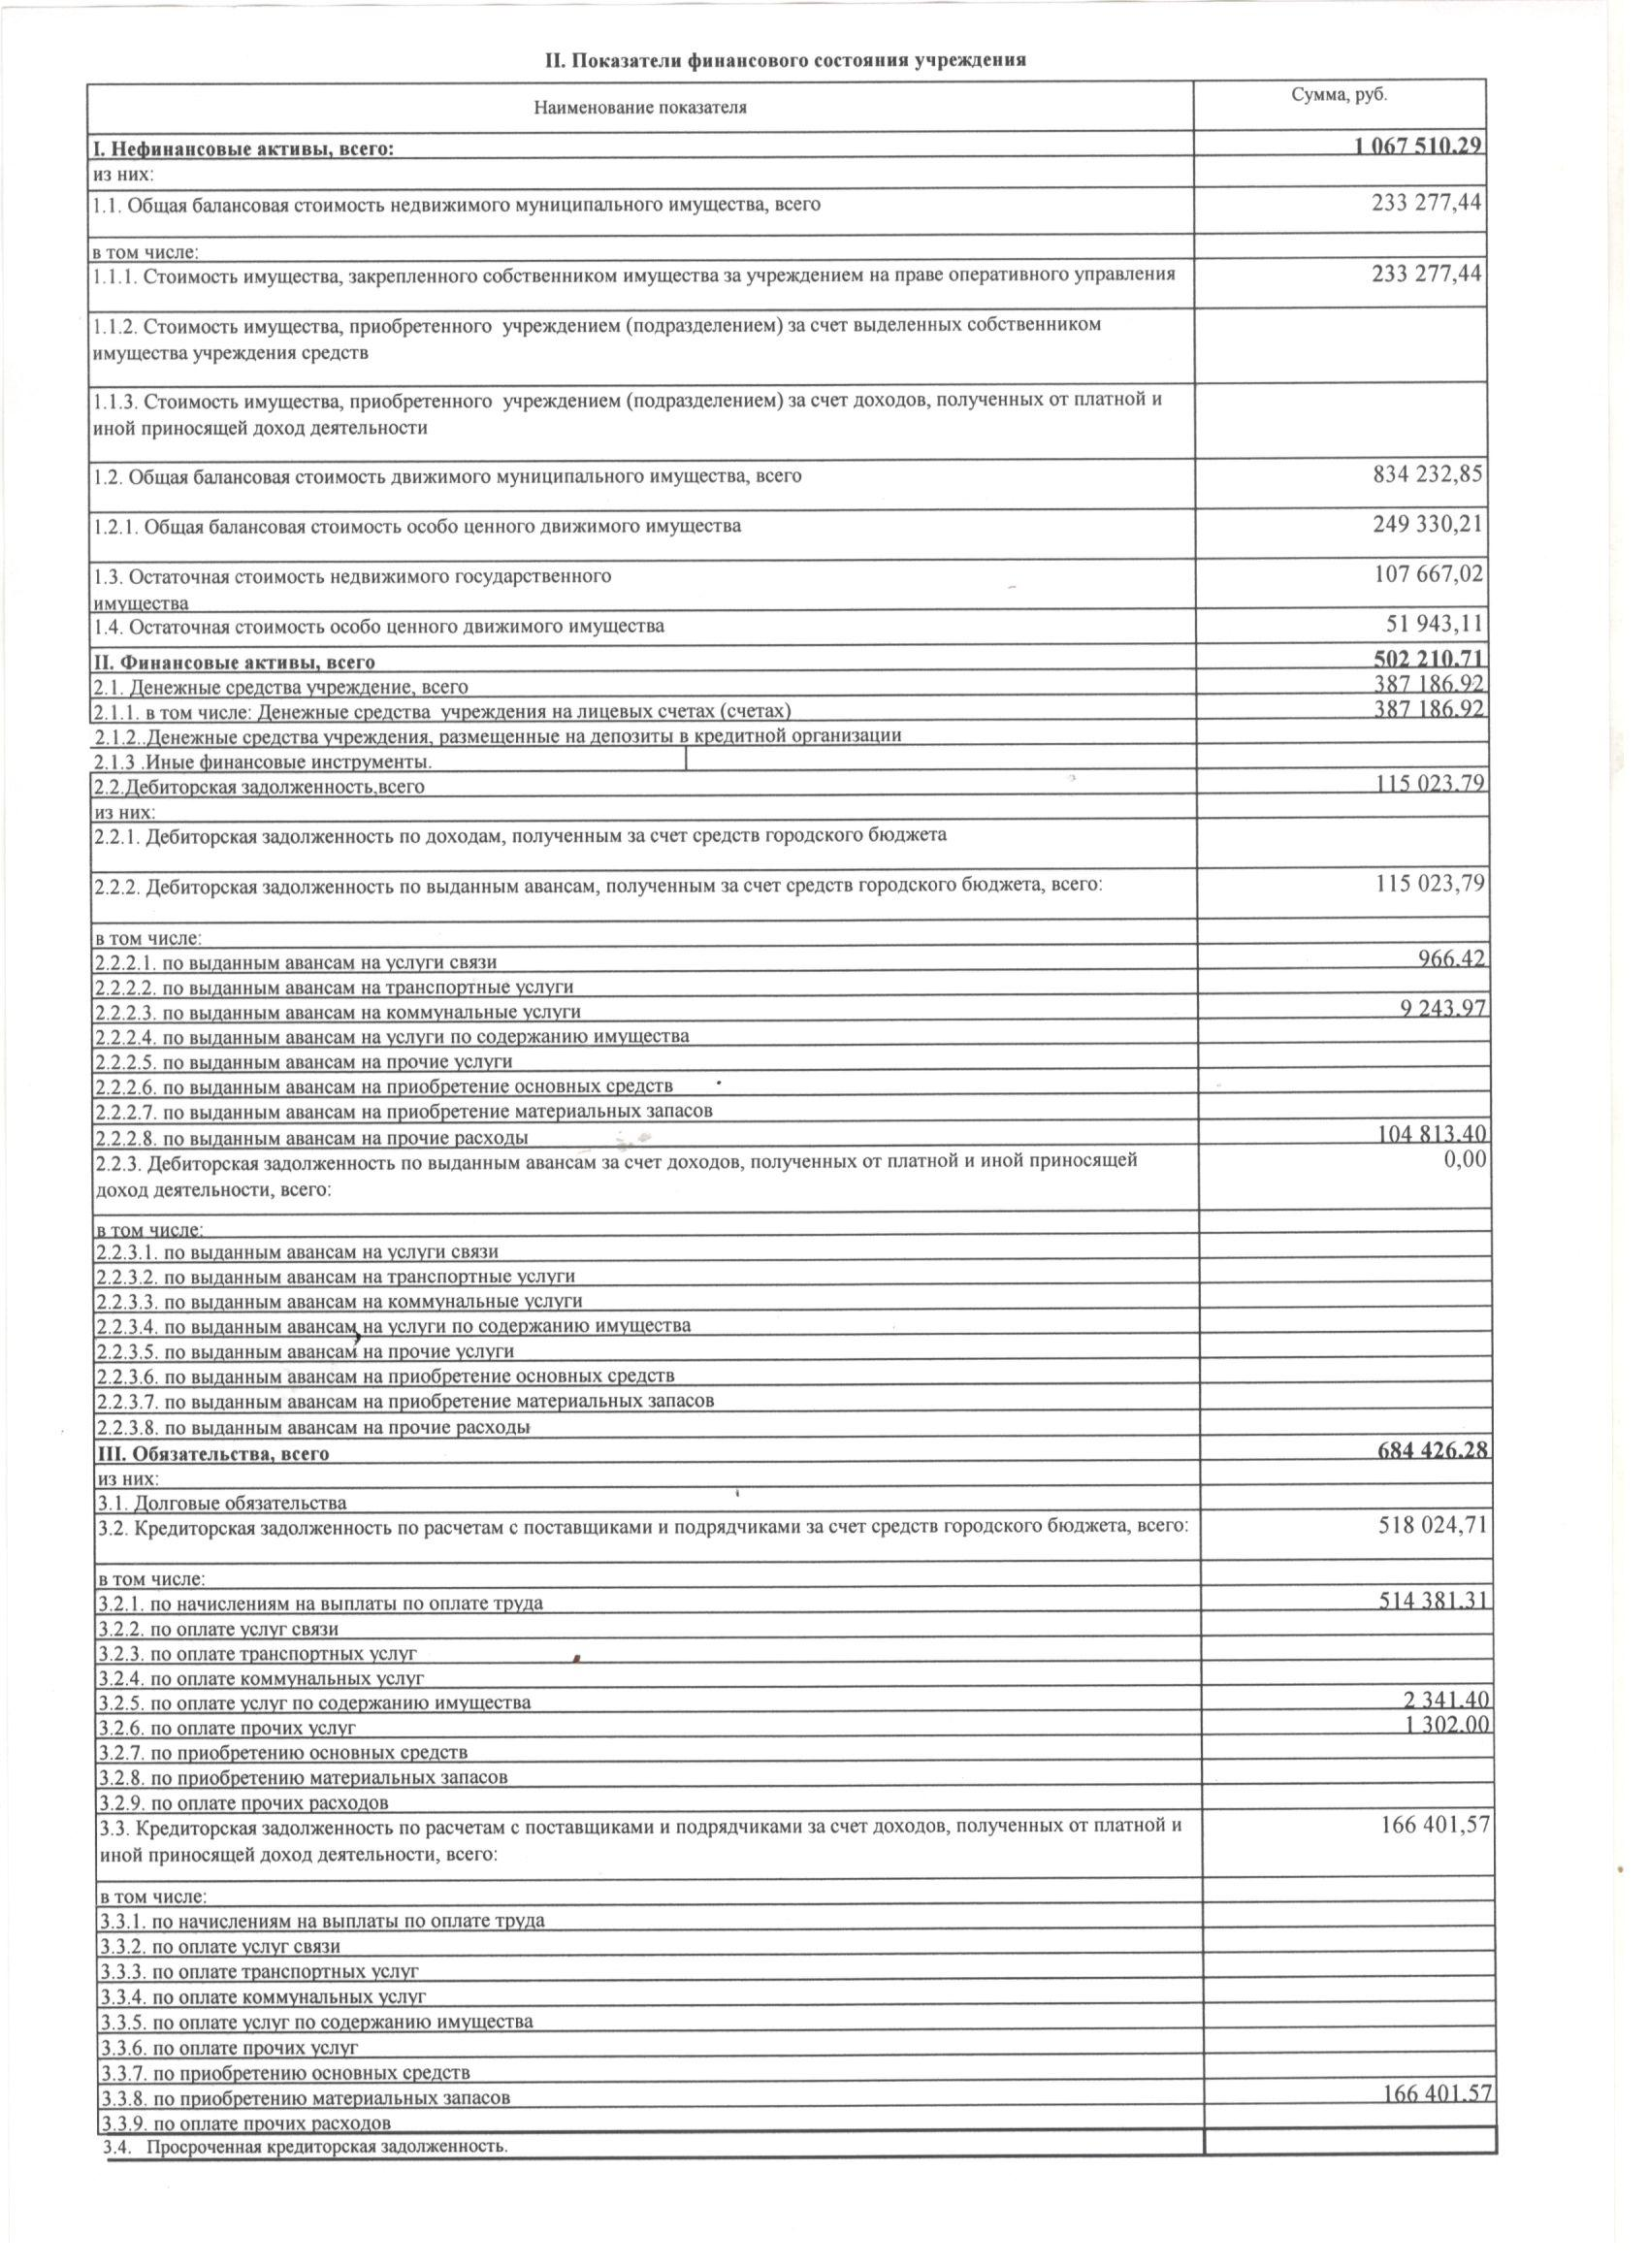 II. Показатели финансового состояния учреждения
Наименование показателя
Сумма, руб.
I. Нефинансовые активы, всего:
1 067 510.29
из них:
1.1. Общая балансовая стоимость недвижимого муниципального имущества, всего
233 277,44
в том числе:
1.1.1. Стоимость имущества, закрепленного собственником имущества за учреждением на праве оперативного управления
233 277,44
1.1.2. Стоимость имущества, приобретенного учреждением (подразделением) за счет выделенных собственником
имущества учреждения средств
1.1.3. Стоимость имущества, приобретенного учреждением (подразделением) за счет доходов, полученных от платной и
иной приносящей доход деятельности
1.2. Общая балансовая стоимость движимого муниципального имущества, всего
834 232,85
1.2.1. Общая балансовая стоимость особо ценного движимого имущества
249 330,21
1.3. Остаточная стоимость недвижимого государственного
107 667,02
имущества
1.4. Остаточная стоимость особо ценного движимого имущества
51 943,11
II. Финансовые активы, всего
502 210.71
2.1. Денежные средства учреждение, всего
387 186.92
2.1.1. в том числе: Денежные средства учреждения на лицевых счетах (счетах)
387 186.92
2.1.2..Денежные средства учреждения, размещенные на депозиты в кредитной организации
2.1.3 .Иные финансовые инструменты.
2.2.Дебиторская задолженность,всего
115 023.79
из них:
2.2.1. Дебиторская задолженность по доходам, полученным за счет средств городского бюджета
2.2.2. Дебиторская задолженность по выданным авансам, полученным за счет средств городского бюджета, всего:
115 023,79
в том числе:
2.2.2.1. по выданным авансам на услуги связи
966.42
2.2.2.2. по выданным авансам на транспортные услуги
2.2.2.3. по выданным авансам на коммунальные услуги
9 243.97
2.2.2.4. по выданным авансам на услуги по содержанию имущества
2.2.2.5. по выданным авансам на прочие услуги
2.2.2.6. по выданным авансам на приобретение основных средств
2.2.2.7. по выданным авансам на приобретение материальных запасов
2.2.2.8. по выданным авансам на прочие расходы
104 813.40
2.2.3. Дебиторская задолженность по выданным авансам за счет доходов, полученных от платной и иной приносящей
0,00
доход деятельности, всего:
в том числе:
2.2.3.1. по выданным авансам на услуги связи
2.2.3.2. по выданным авансам на транспортные услуги
2.2.3.3. по выданным авансам на коммунальные услуги
2.2.3.4. по выданным авансам на услуги по содержанию имущества
2.2.3.5. по выданным авансам на прочие услуги
2.2.3.6. по выданным авансам на приобретение основных средств
2.2.3.7. по выданным авансам на приобретение материальных запасов
2.2.3.8. по выданным авансам на прочие расходы
III. Обязательства, всего
684 426.28
из них:
3.1. Долговые обязательства
3.2. Кредиторская задолженность по расчетам с поставщиками и подрядчиками за счет средств городского бюджета, всего:
518 024,71
в том числе:
3.2.1. по начислениям на выплаты по оплате труда
514 381.31
3.2.2. по оплате услуг связи
3.2.3. по оплате транспортных услуг
3.2.4. по оплате коммунальных услуг
3.2.5. по оплате услуг по содержанию имущества
2 341.40
3.2.6. по оплате прочих услуг
1 302.00
3.2.7. по приобретению основных средств
3.2.8. по приобретению материальных запасов
3.2.9. по оплате прочих расходов
3.3. Кредиторская задолженность по расчетам с поставщиками и подрядчиками за счет доходов, полученных от платной и
166 401,57
иной приносящей доход деятельности, всего:
в том числе:
3.3.1. по начислениям на выплаты по оплате труда
3.3.2. по оплате услуг связи
3.3.3. по оплате транспортных услуг
3.3.4. по оплате коммунальных услуг
3.3.5. по оплате услуг по содержанию имущества
3.3.6. по оплате прочих услуг
3.3.7. по приобретению основных средств
3.3.8. по приобретению материальных запасов
166 401.57
3.3.9. по оплате прочих расходов
3.4. Просроченная кредиторская задолженность.